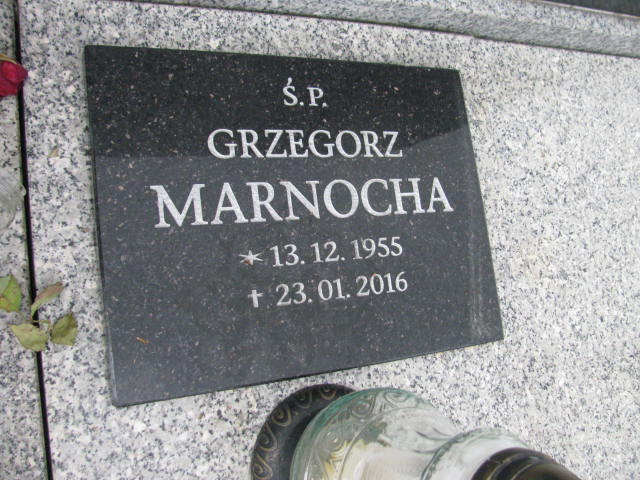 Ś.P.
GRZEGORZ
MARNOCHA
* 13. 12. 1955
† 23. 01. 2016